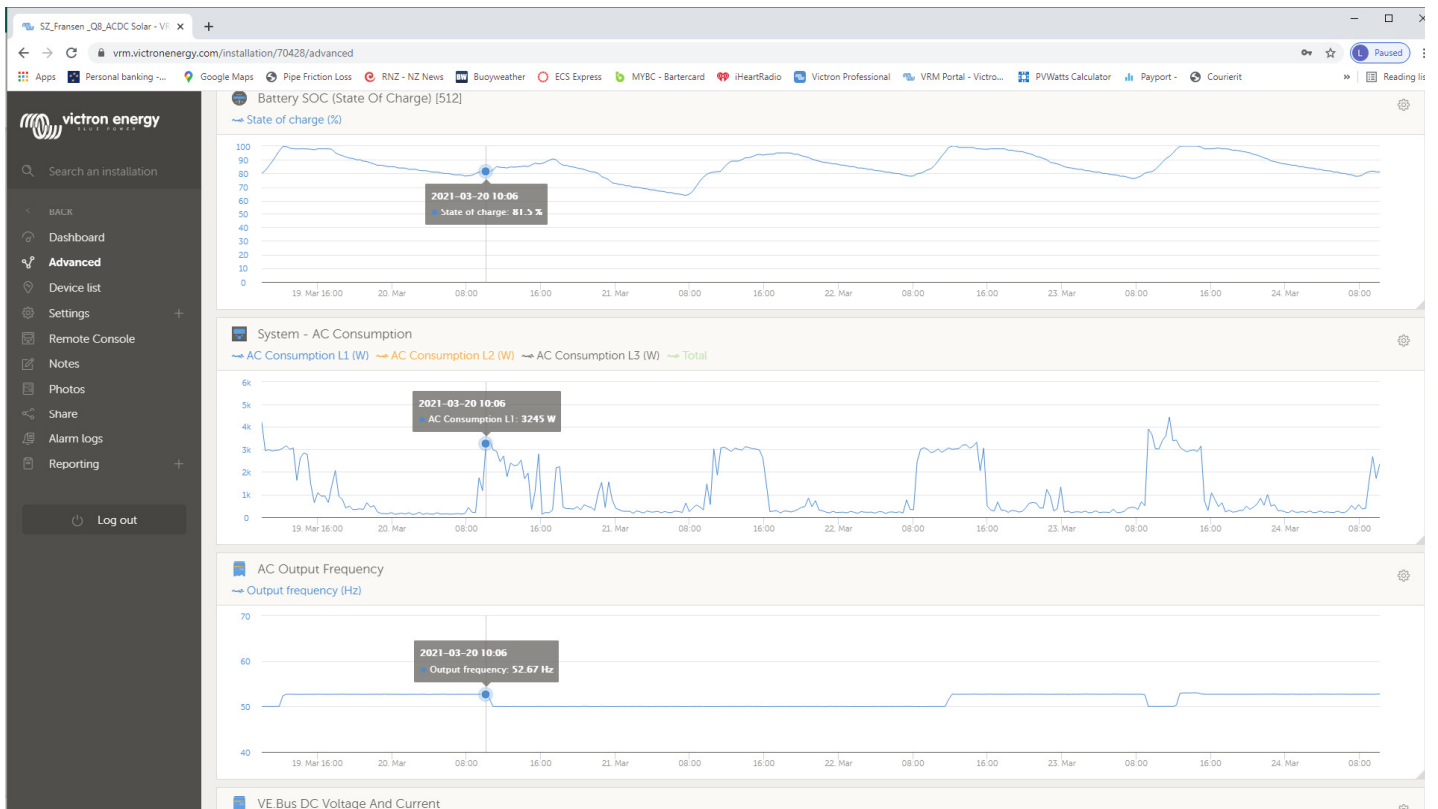 SZ_Fransen _Q8_ACDC Solar - VR
vrm.victronenergy.com/installation/70428/advanced
L Paused
Apps Personal banking -... Google Maps Pipe Friction Loss RNZ - NZ News Buoyweather ECS Express MYBC - Bartercard iHeartRadio Victron Professional VRM Portal - Victro... PVWatts Calculator Payport - Courierit » Reading lis
victron energy
BLUE POWER
Search an installation
BACK
Dashboard
Advanced
Device list
Settings
Remote Console
Notes
Photos
Share
Alarm logs
Reporting
Log out
Battery SOC (State Of Charge) [512]
State of charge (%)
100
90
80
70
60
50
40
30
20
10
0
2021-03-20 10:06
State of charge: 81.5 %
19. Mar 16:00 20. Mar 08:00 16:00 21. Mar 08:00 16:00 22. Mar 08:00 16:00 23. Mar 08:00 16:00 24. Mar 08:00
System - AC Consumption
AC Consumption L1 (W) AC Consumption L2 (W) AC Consumption L3 (W) Total
6k
5k
4k
3k
2k
1k
0
2021-03-20 10:06
AC Consumption L1: 3245 W
19. Mar 16:00 20. Mar 08:00 16:00 21. Mar 08:00 16:00 22. Mar 08:00 16:00 23. Mar 08:00 16:00 24. Mar 08:00
AC Output Frequency
Output frequency (Hz)
70
60
50
40
2021-03-20 10:06
Output frequency: 52.67 Hz
19. Mar 16:00 20. Mar 08:00 16:00 21. Mar 08:00 16:00 22. Mar 08:00 16:00 23. Mar 08:00 16:00 24. Mar 08:00
VE.Bus DC Voltage And Current